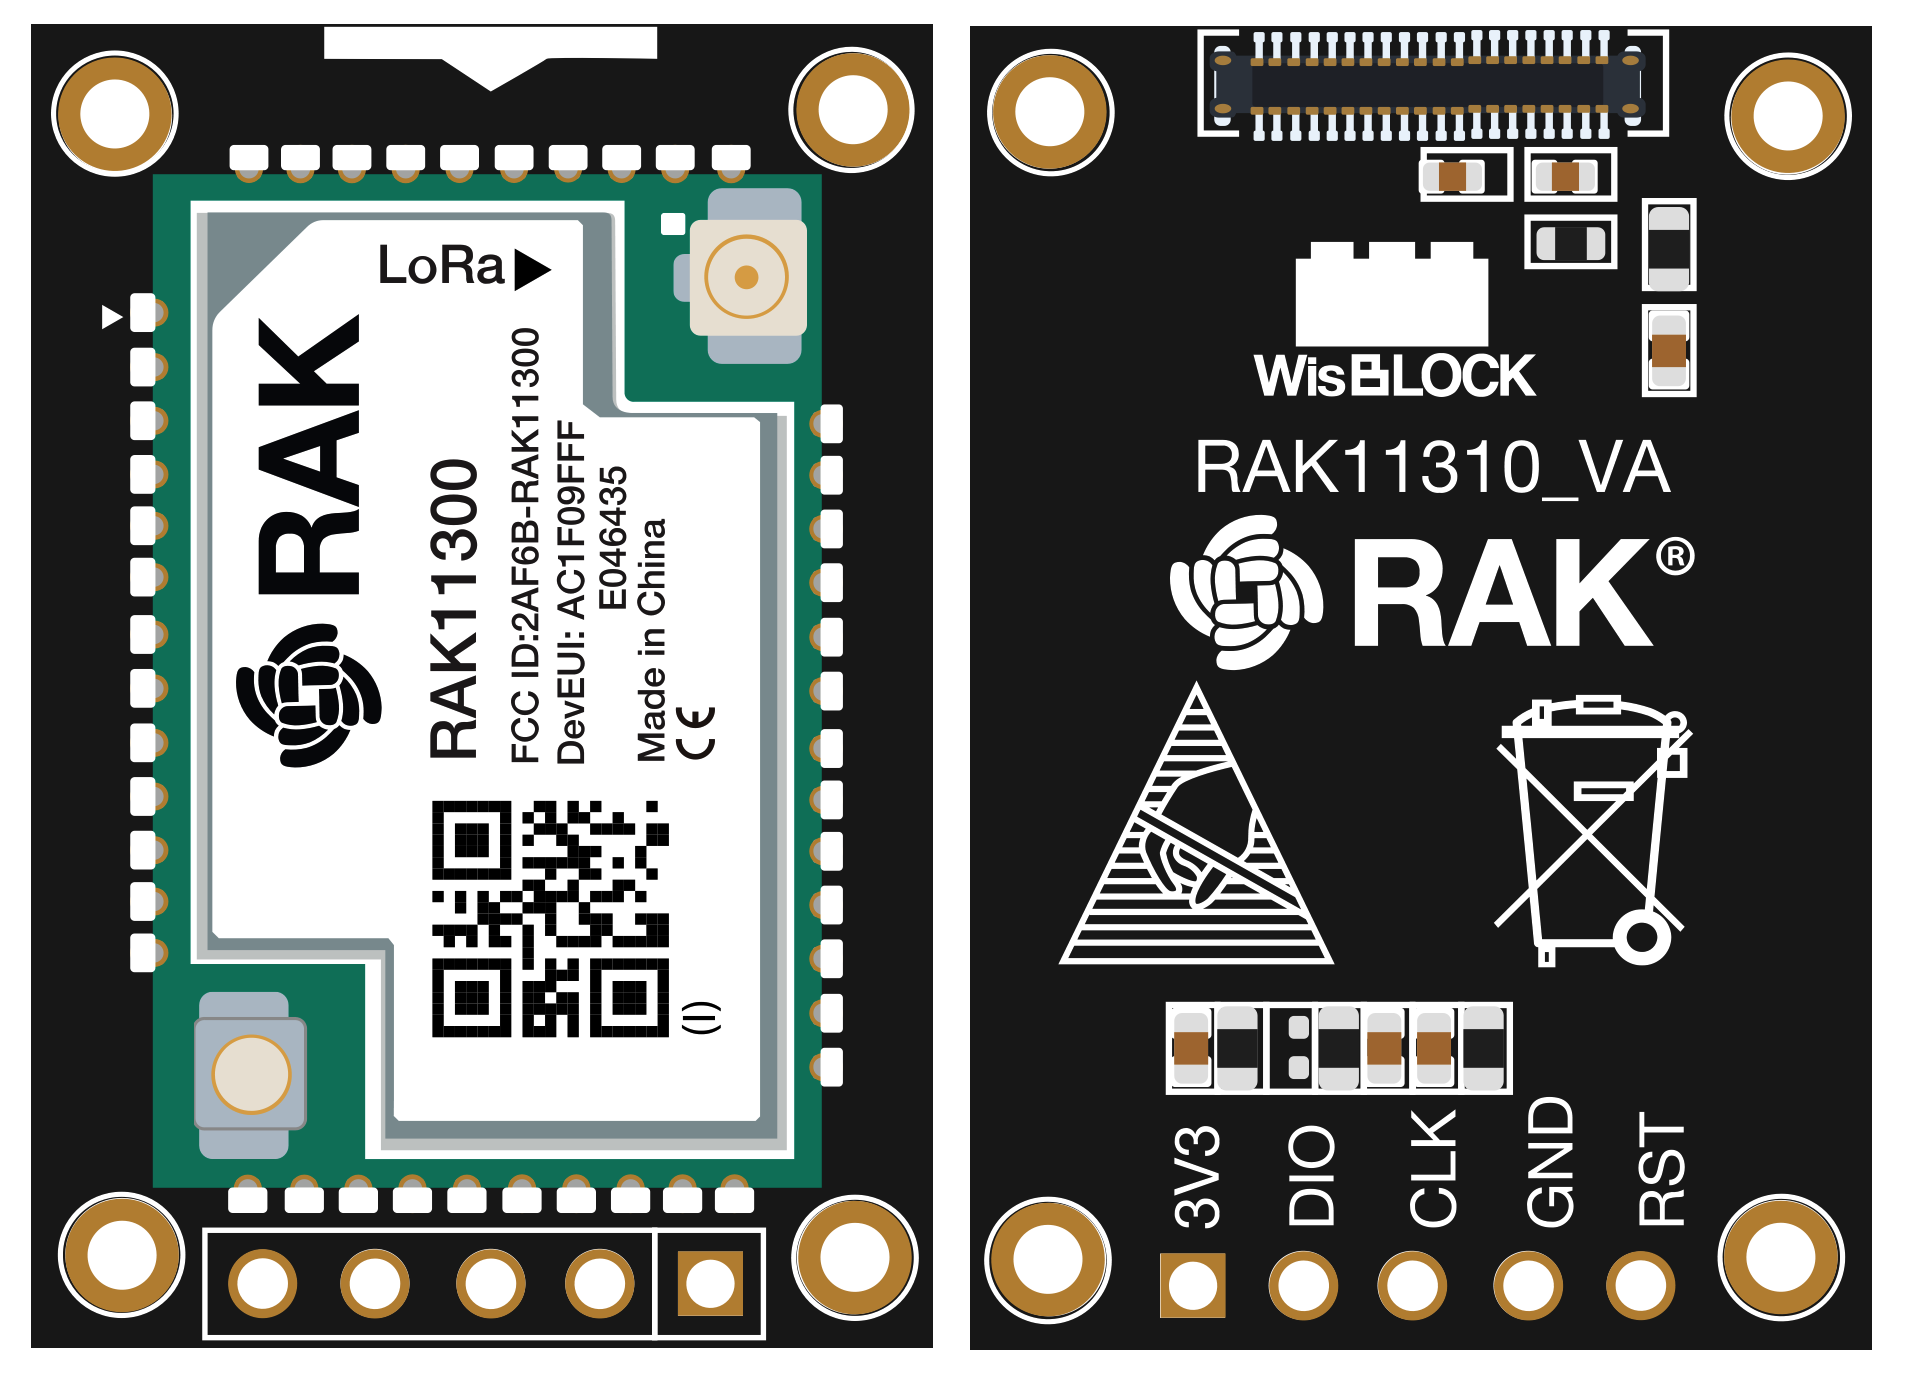 LoRa
RAK
RAK11300
FCC ID:2AF6B-RAK11300
DevEUI: AC1F09FFF
E046435
Made in China
CE
(I)
WisBLOCK
RAK11310_VA
RAK®
3V3
DIO
CLK
GND
RST